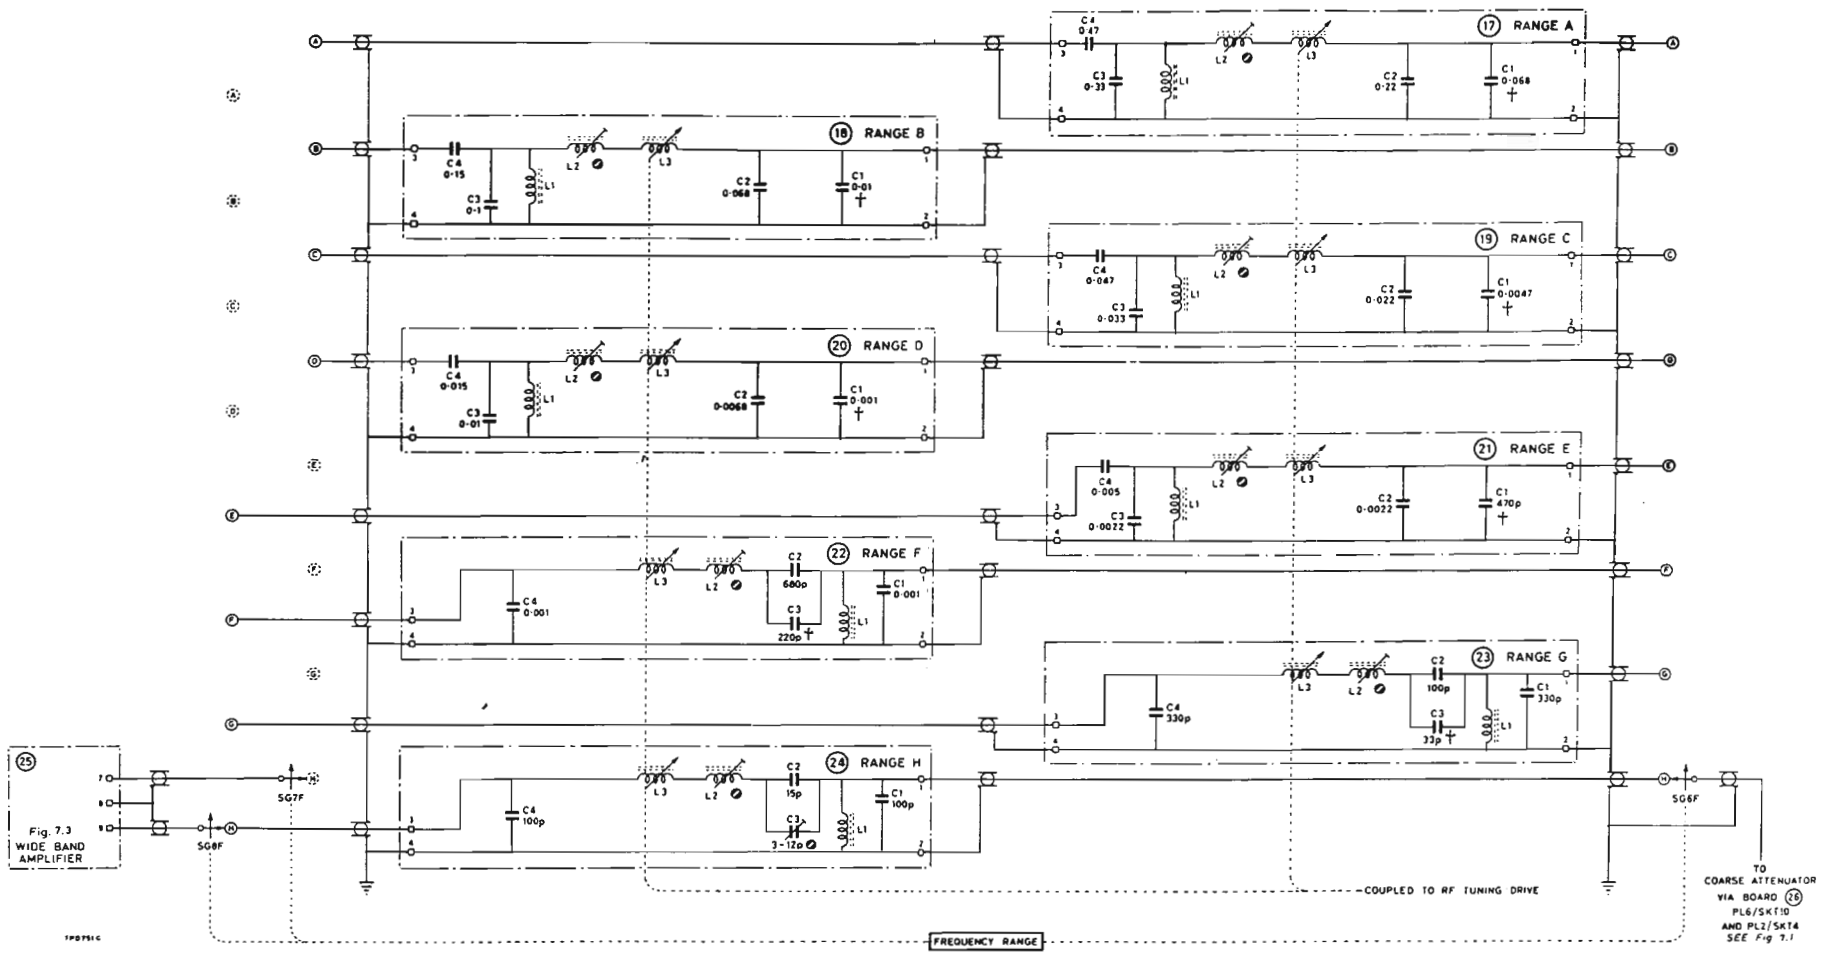 17 RANGE A
A
3
C4
0·47
C3
0·33
L1
L2
L3
C2
0·22
C1
0·068
†
1
4
2
A
A
18 RANGE B
B
3
C4
0·15
C3
0·1
L1
L2
L3
C2
0·068
C1
0·01
†
1
4
2
B
B
19 RANGE C
C
3
C4
0·047
C3
0·033
L1
L2
L3
C2
0·022
C1
0·0047
†
1
4
2
C
C
20 RANGE D
D
3
C4
0·015
C3
0·01
L1
L2
L3
C2
0·0068
C1
0·001
†
1
4
2
D
D
21 RANGE E
E
E
3
C4
0·005
C3
0·0022
L1
L2
L3
C2
0·0022
C1
470p
†
1
4
2
E
22 RANGE F
F
F
3
C4
0·001
L3
L2
C2
680p
C3
220p †
L1
C1
0·001
1
4
2
F
23 RANGE G
G
G
3
C4
330p
L3
L2
C2
100p
C3
33p †
L1
C1
330p
1
4
2
G
24 RANGE H
H
H
3
C4
100p
L3
L2
C2
15p
C3
3-12p
L1
C1
100p
1
4
2
H
25
7
8
9
Fig. 7.3
WIDE BAND
AMPLIFIER
SG7F
SG8F
SG6F
COUPLED TO RF TUNING DRIVE
FREQUENCY RANGE
TO
COARSE ATTENUATOR
VIA BOARD 26
PL6/SKT10
AND PL2/SKT4
SEE Fig 7.1